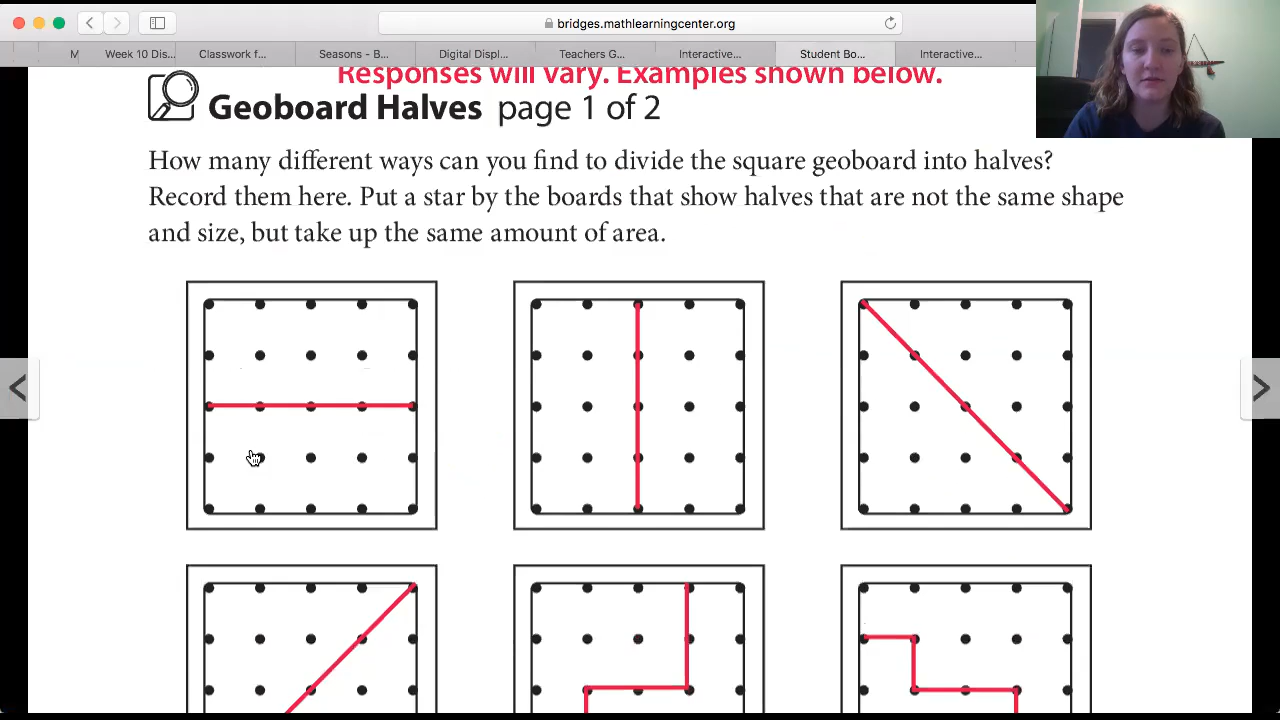 bridges.mathlearningcenter.org
M Week 10 Dis... Classwork f... Seasons - B... Digital Displ... Teachers G... Interactive... Student Bo... Interactive...
Responses will vary. Examples shown below.
Geoboard Halves page 1 of 2
How many different ways can you find to divide the square geoboard into halves?
Record them here. Put a star by the boards that show halves that are not the same shape
and size, but take up the same amount of area.